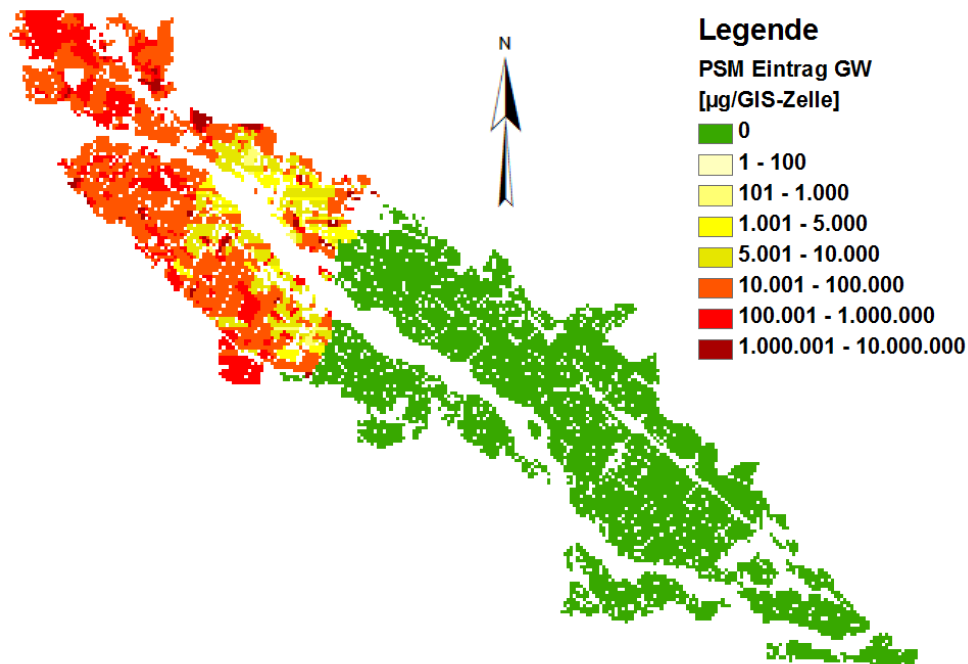 Legende
N
PSM Eintrag GW
[µg/GIS-Zelle]
0
1 - 100
101 - 1.000
1.001 - 5.000
5.001 - 10.000
10.001 - 100.000
100.001 - 1.000.000
1.000.001 - 10.000.000